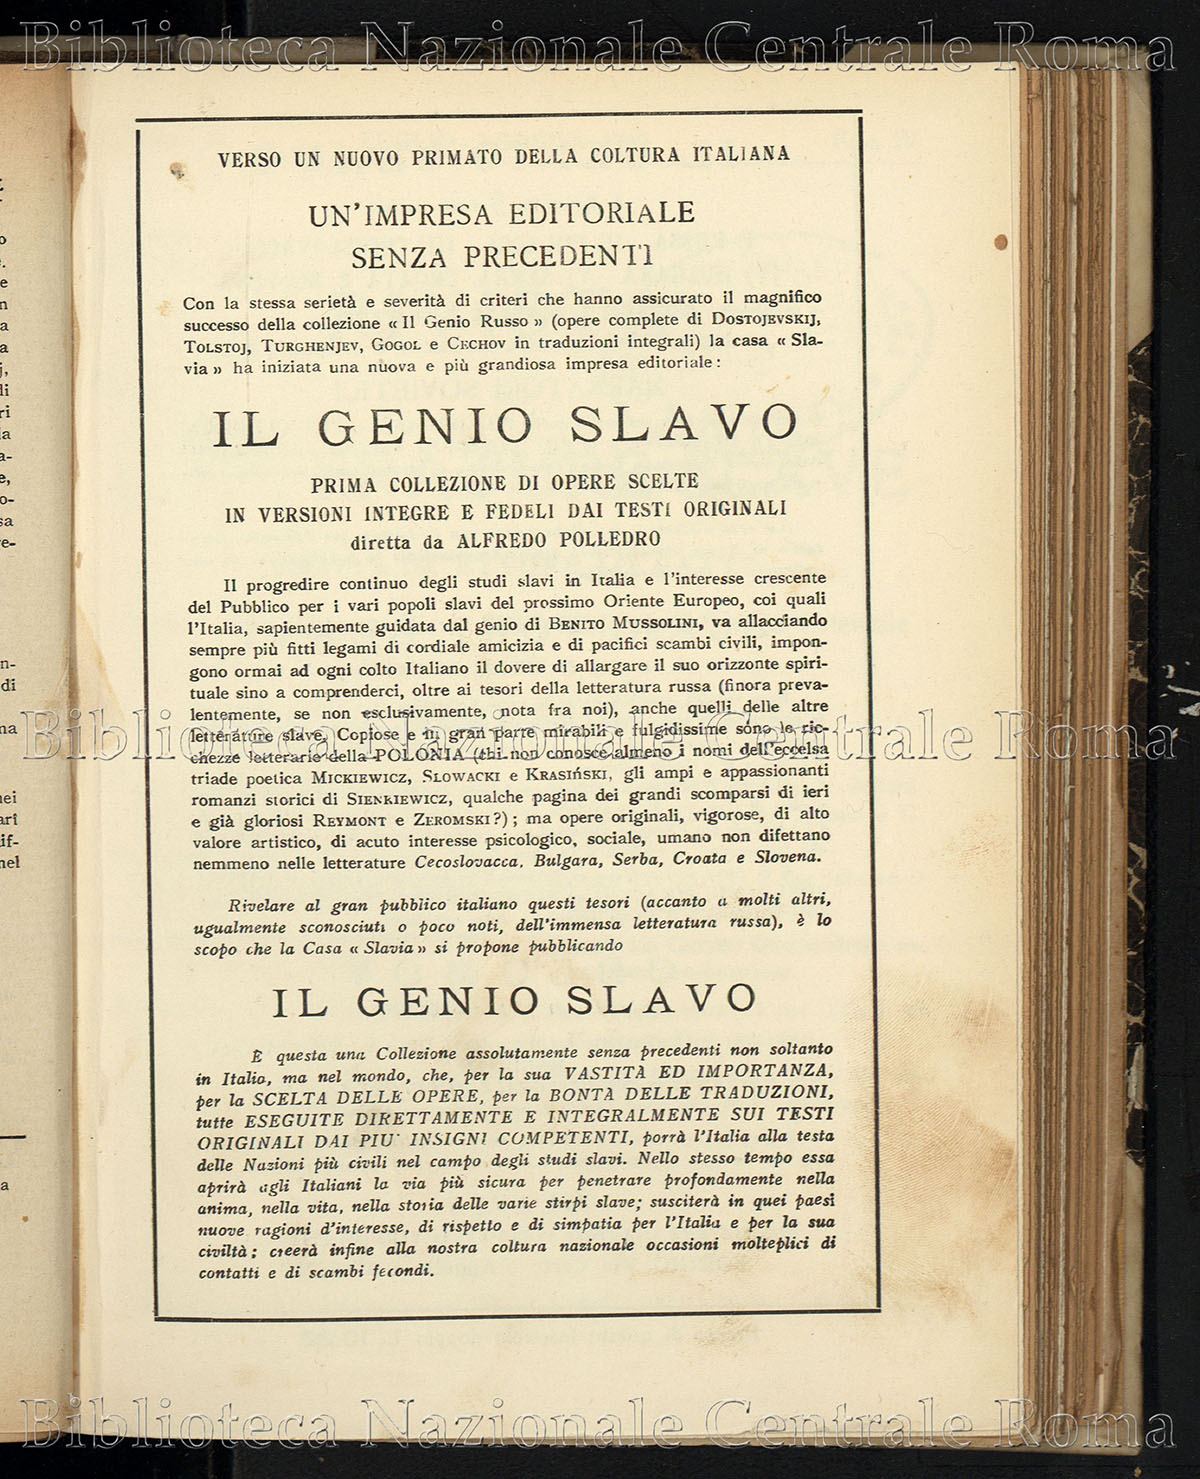 Biblioteca Nazionale Centrale Roma
VERSO UN NUOVO PRIMATO DELLA COLTURA ITALIANA
UN'IMPRESA EDITORIALE
SENZA PRECEDENTI
Con la stessa serietà e severità di criteri che hanno assicurato il magnifico
successo della collezione « Il Genio Russo » (opere complete di DOSTOJEVSKIJ,
TOLSTOJ, TURGHENJEV, GOGOL e CECHOV in traduzioni integrali) la casa « Sla-
via » ha iniziata una nuova e più grandiosa impresa editoriale :
IL GENIO SLAVO
PRIMA COLLEZIONE DI OPERE SCELTE
IN VERSIONI INTEGRE E FEDELI DAI TESTI ORIGINALI
diretta da ALFREDO POLLEDRO
Il progredire continuo degli studi slavi in Italia e l'interesse crescente
del Pubblico per i vari popoli slavi del prossimo Oriente Europeo, coi quali
l'Italia, sapientemente guidata dal genio di BENITO MUSSOLINI, va allacciando
sempre più fitti legami di cordiale amicizia e di pacifici scambi civili, impon-
gono ormai ad ogni colto Italiano il dovere di allargare il suo orizzonte spiri-
tuale sino a comprenderci, oltre ai tesori della letteratura russa (finora preva-
lentemente, se non esclusivamente, nota fra noi), anche quelli delle altre
letterature slave. Copiose e in gran parte mirabili e fulgidissime sono le ric-
chezze letterarie della POLONIA (chi non conosce almeno i nomi dell'eccelsa
triade poetica MICKIEWICZ, SLOWACKI e KRASIŃSKI, gli ampi e appassionanti
romanzi storici di SIENKIEWICZ, qualche pagina dei grandi scomparsi di ieri
e già gloriosi REYMONT e ZEROMSKI?) ; ma opere originali, vigorose, di alto
valore artistico, di acuto interesse psicologico, sociale, umano non difettano
nemmeno nelle letterature Cecoslovacca, Bulgara, Serba, Croata e Slovena.
Rivelare al gran pubblico italiano questi tesori (accanto a molti altri,
ugualmente sconosciuti o poco noti, dell'immensa letteratura russa), è lo
scopo che la Casa « Slavia » si propone pubblicando
IL GENIO SLAVO
È questa una Collezione assolutamente senza precedenti non soltanto
in Italia, ma nel mondo, che, per la sua VASTITÀ ED IMPORTANZA,
per la SCELTA DELLE OPERE, per la BONTÀ DELLE TRADUZIONI,
tutte ESEGUITE DIRETTAMENTE E INTEGRALMENTE SUI TESTI
ORIGINALI DAI PIU' INSIGNI COMPETENTI, porrà l'Italia alla testa
delle Nazioni più civili nel campo degli studi slavi. Nello stesso tempo essa
aprirà agli Italiani la via più sicura per penetrare profondamente nella
anima, nella vita, nella storia delle varie stirpi slave; susciterà in quei paesi
nuove ragioni d'interesse, di rispetto e di simpatia per l'Italia e per la sua
civiltà ; creerà infine alla nostra coltura nazionale occasioni molteplici di
contatti e di scambi fecondi.
Biblioteca Nazionale Centrale Roma
Biblioteca Nazionale Centrale Roma